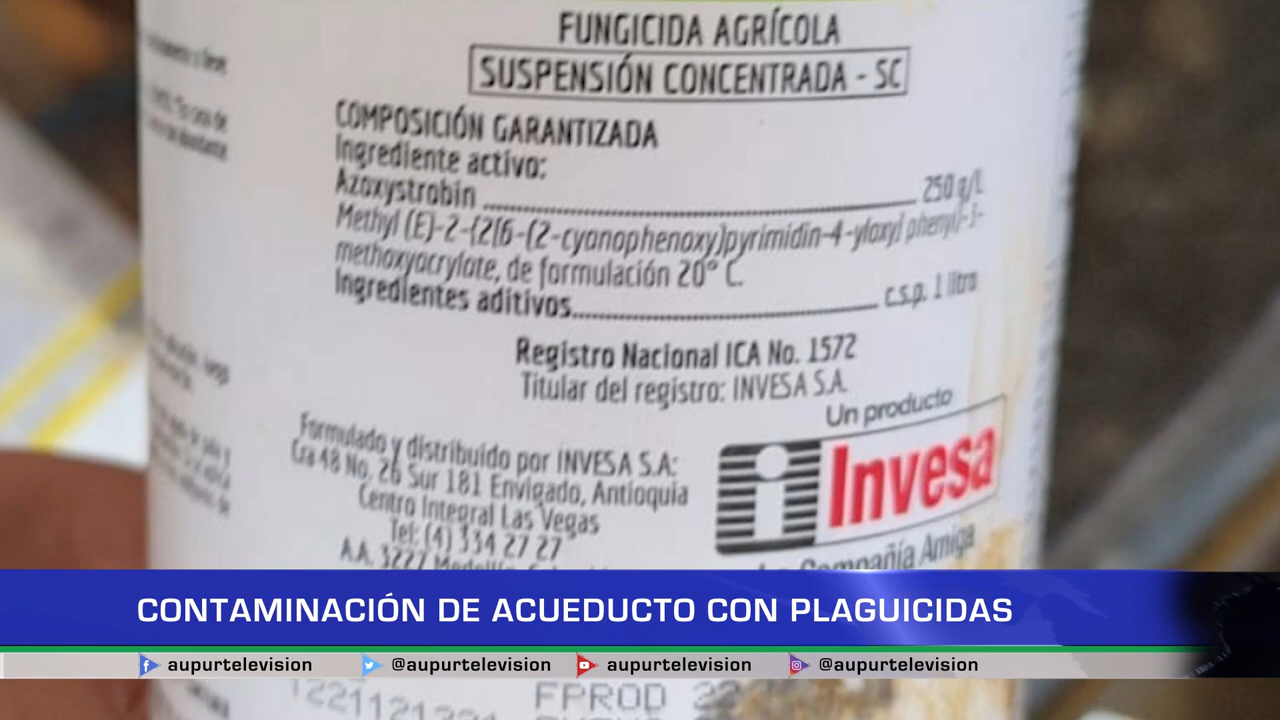 FUNGICIDA AGRÍCOLA
SUSPENSIÓN CONCENTRADA - SC
COMPOSICIÓN GARANTIZADA
Ingrediente activo:
Azoxystrobin 250 g/L
Methyl (E)-2-{2[6-(2-cyanophenoxy)pyrimidin-4-yloxy] phenyl}-3-
methoxyacrylate, de formulación 20° C.
Ingredientes aditivos c.s.p. 1 litro
Registro Nacional ICA No. 1572
Titular del registro: INVESA S.A.
Formulado y distribuido por INVESA S.A:
Cra 48 No. 26 Sur 181 Envigado, Antioquia
Centro Integral Las Vegas
Tel: (4) 334 27 27
A.A. 3227
Un producto
Invesa
Compañía Amiga
CONTAMINACIÓN DE ACUEDUCTO CON PLAGUICIDAS
aupurtelevision @aupurtelevision aupurtelevision @aupurtelevision
FPROD